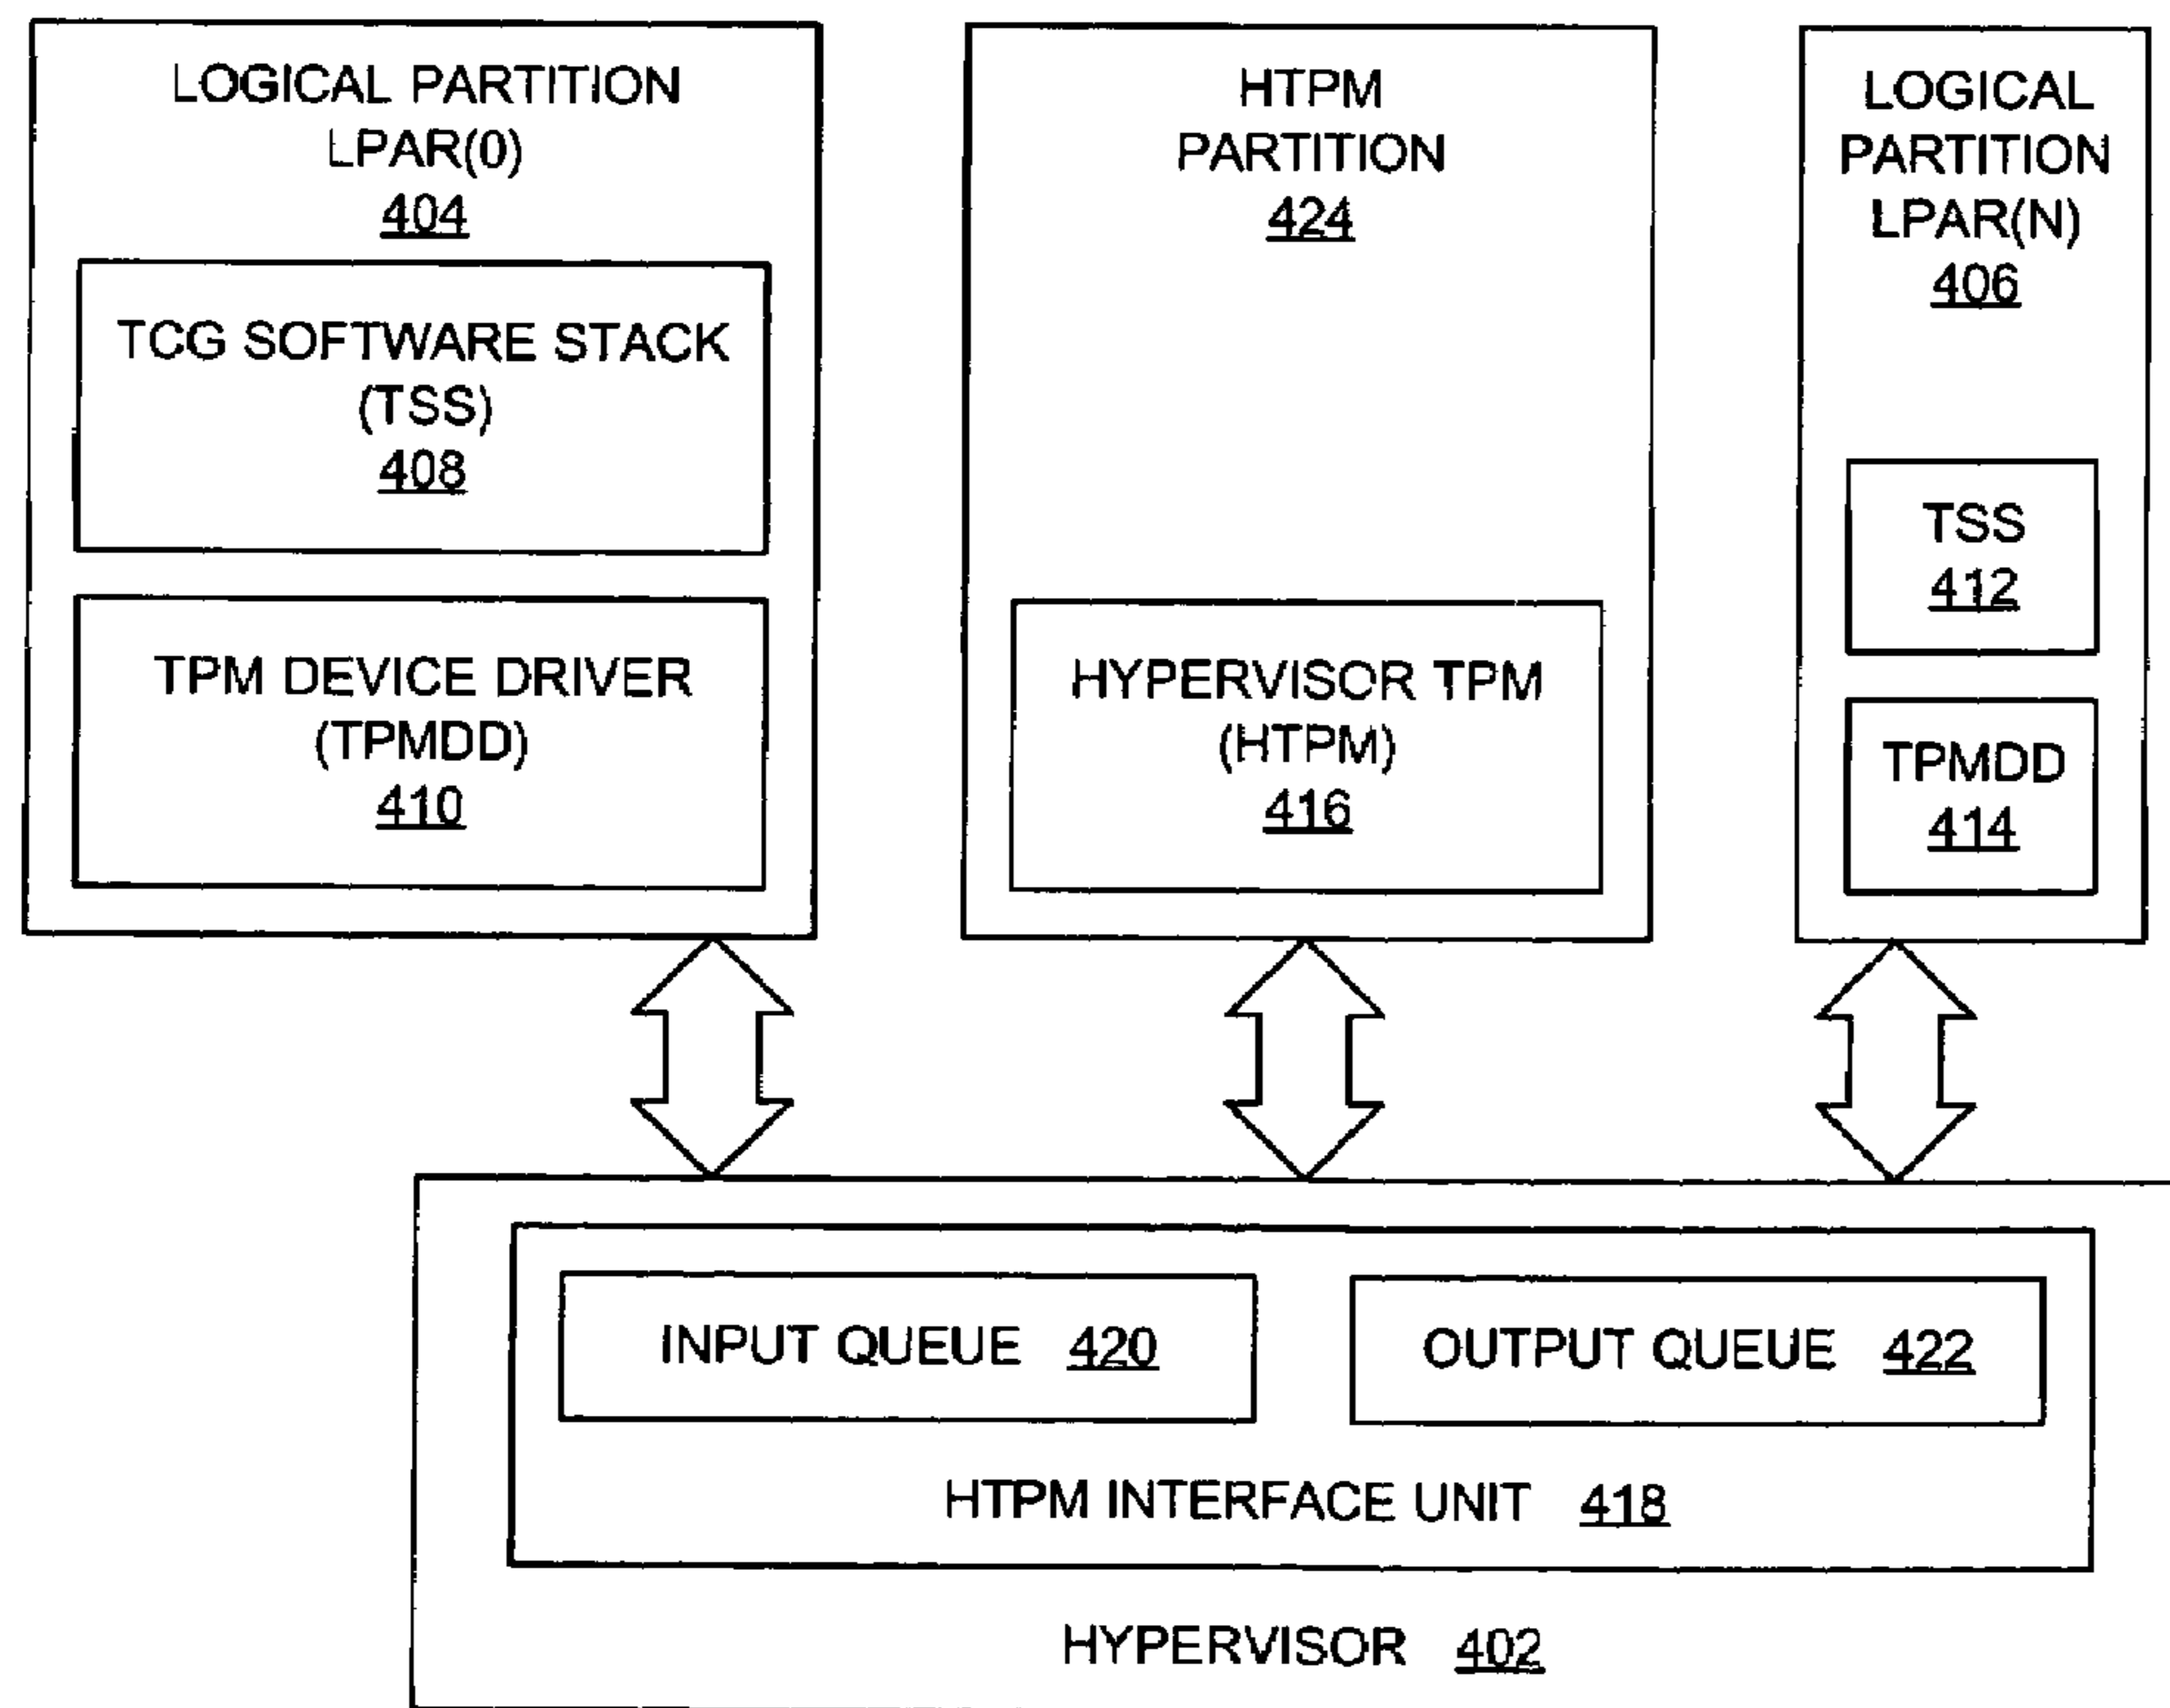 LOGICAL PARTITION
LPAR(0)
404
TCG SOFTWARE STACK
(TSS)
408
TPM DEVICE DRIVER
(TPMDD)
410
HTPM
PARTITION
424
HYPERVISOR TPM
(HTPM)
416
LOGICAL
PARTITION
LPAR(N)
406
TSS
412
TPMDD
414
INPUT QUEUE 420
OUTPUT QUEUE 422
HTPM INTERFACE UNIT 418
HYPERVISOR 402